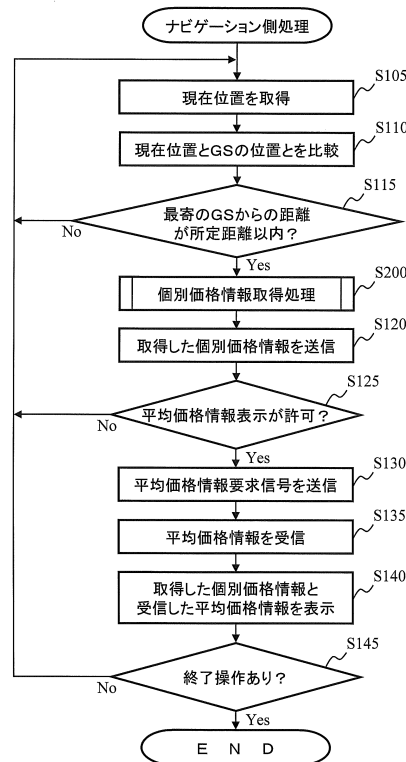 ナビゲーション側処理
現在位置を取得
S105
現在位置とGSの位置とを比較
S110
最寄のGSからの距離
が所定距離以内？
S115
No
Yes
個別価格情報取得処理
S200
取得した個別価格情報を送信
S120
平均価格情報表示が許可？
S125
No
Yes
平均価格情報要求信号を送信
S130
平均価格情報を受信
S135
取得した個別価格情報と
受信した平均価格情報を表示
S140
終了操作あり？
S145
No
Yes
E N D